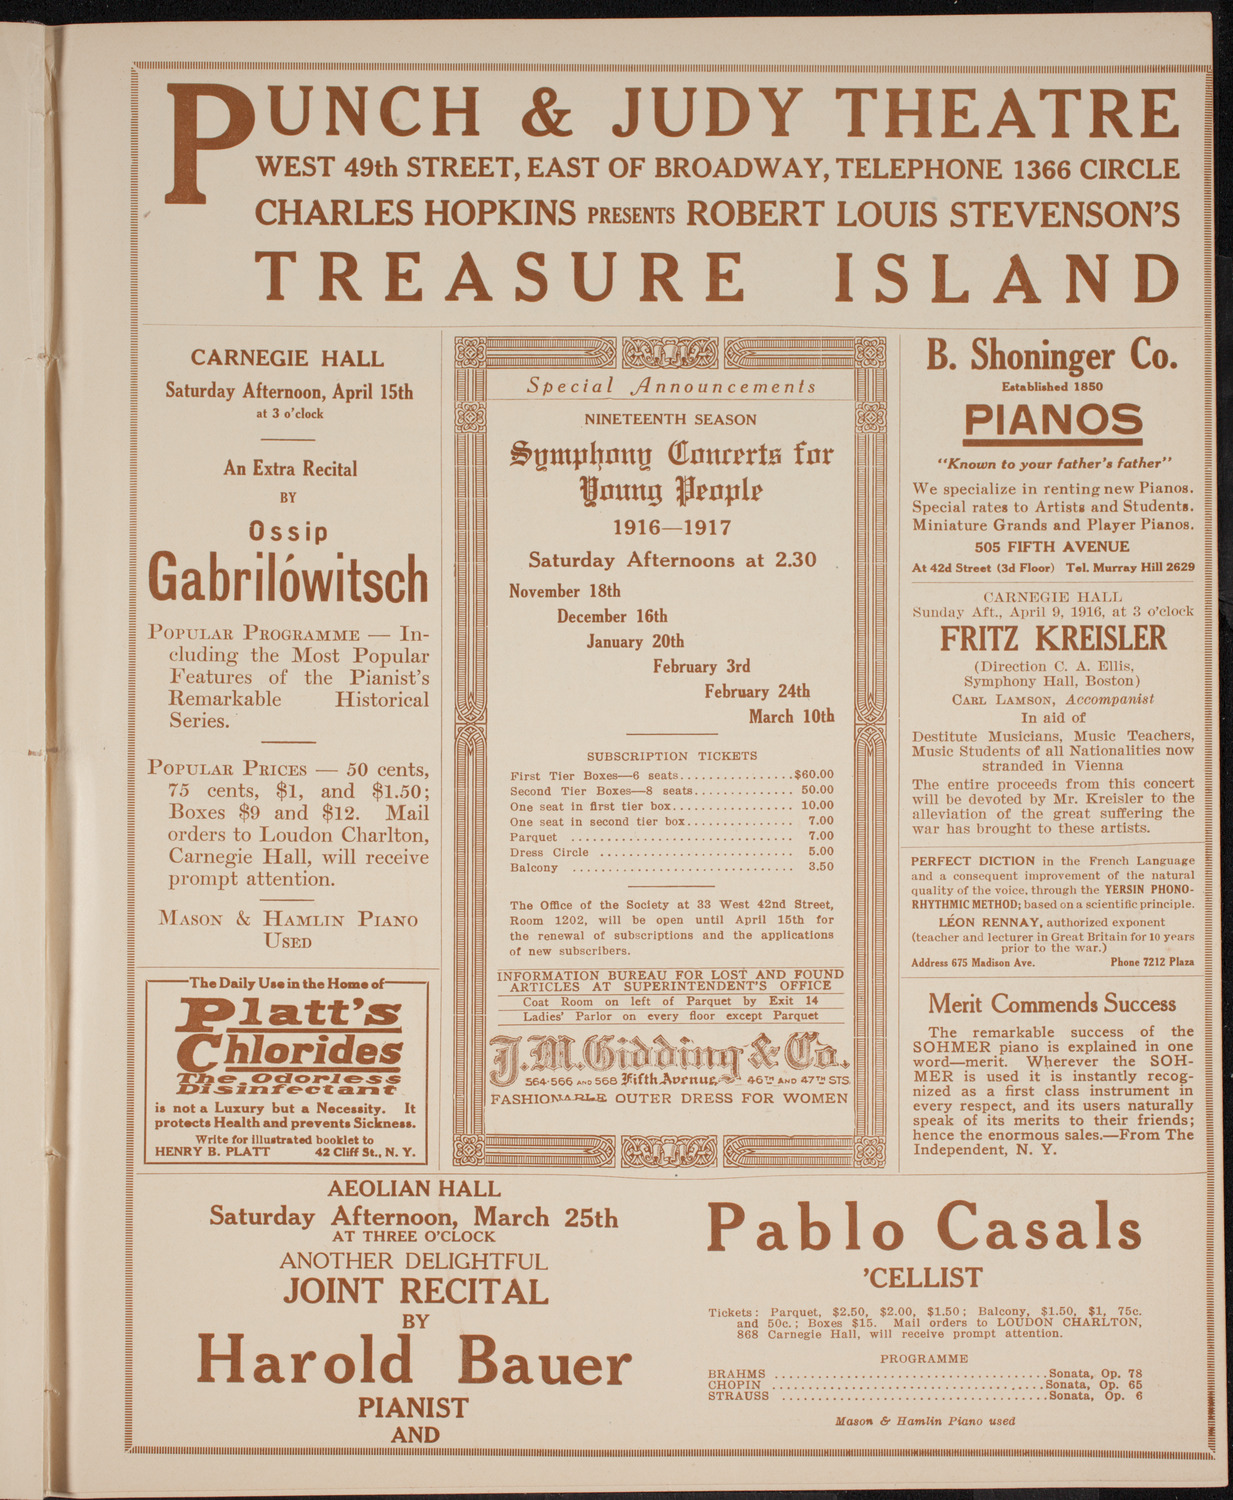 PUNCH & JUDY THEATRE
WEST 49th STREET, EAST OF BROADWAY, TELEPHONE 1366 CIRCLE
CHARLES HOPKINS PRESENTS ROBERT LOUIS STEVENSON'S
TREASURE ISLAND
CARNEGIE HALL
Saturday Afternoon, April 15th
at 3 o'clock
An Extra Recital
BY
Ossip
Gabrilówitsch
POPULAR PROGRAMME — In-
cluding the Most Popular
Features of the Pianist's
Remarkable Historical
Series.
POPULAR PRICES — 50 cents,
75 cents, $1, and $1.50;
Boxes $9 and $12. Mail
orders to Loudon Charlton,
Carnegie Hall, will receive
prompt attention.
MASON & HAMLIN PIANO
USED
The Daily Use in the Home of
Platt's
Chlorides
The Odorless
Disinfectant
is not a Luxury but a Necessity. It
protects Health and prevents Sickness.
Write for illustrated booklet to
HENRY B. PLATT 42 Cliff St., N. Y.
Special Announcements
NINETEENTH SEASON
Symphony Concerts for
Young People
1916—1917
Saturday Afternoons at 2.30
November 18th
December 16th
January 20th
February 3rd
February 24th
March 10th
SUBSCRIPTION TICKETS
First Tier Boxes—6 seats................$60.00
Second Tier Boxes—8 seats.............. 50.00
One seat in first tier box................ 10.00
One seat in second tier box............... 7.00
Parquet ............................ 7.00
Dress Circle ........................ 5.00
Balcony ............................ 3.50
The Office of the Society at 33 West 42nd Street,
Room 1202, will be open until April 15th for
the renewal of subscriptions and the applications
of new subscribers.
INFORMATION BUREAU FOR LOST AND FOUND
ARTICLES AT SUPERINTENDENT'S OFFICE
Coat Room on left of Parquet by Exit 14
Ladies' Parlor on every floor except Parquet
J.M. Gidding & Co.
564-566 AND 568 Fifth Avenue, 46TH AND 47TH STS.
FASHIONABLE OUTER DRESS FOR WOMEN
B. Shoninger Co.
Established 1850
PIANOS
"Known to your father's father"
We specialize in renting new Pianos.
Special rates to Artists and Students.
Miniature Grands and Player Pianos.
505 FIFTH AVENUE
At 42d Street (3d Floor) Tel. Murray Hill 2629
CARNEGIE HALL
Sunday Aft., April 9, 1916, at 3 o'clock
FRITZ KREISLER
(Direction C. A. Ellis,
Symphony Hall, Boston)
CARL LAMSON, Accompanist
In aid of
Destitute Musicians, Music Teachers,
Music Students of all Nationalities now
stranded in Vienna
The entire proceeds from this concert
will be devoted by Mr. Kreisler to the
alleviation of the great suffering the
war has brought to these artists.
PERFECT DICTION in the French Language
and a consequent improvement of the natural
quality of the voice, through the YERSIN PHONO-
RHYTHMIC METHOD; based on a scientific principle.
LÉON RENNAY, authorized exponent
(teacher and lecturer in Great Britain for 10 years
prior to the war.)
Address 675 Madison Ave. Phone 7212 Plaza
Merit Commends Success
The remarkable success of the
SOHMER piano is explained in one
word—merit. Wherever the SOH-
MER is used it is instantly recog-
nized as a first class instrument in
every respect, and its users naturally
speak of its merits to their friends;
hence the enormous sales.—From The
Independent, N. Y.
AEOLIAN HALL
Saturday Afternoon, March 25th
AT THREE O'CLOCK
ANOTHER DELIGHTFUL
JOINT RECITAL
BY
Harold Bauer
PIANIST
AND
Pablo Casals
'CELLIST
Tickets: Parquet, $2.50, $2.00, $1.50; Balcony, $1.50, $1, 75c.
and 50c.; Boxes $15. Mail orders to LOUDON CHARLTON,
868 Carnegie Hall, will receive prompt attention.
PROGRAMME
BRAHMS ......................................Sonata, Op. 78
CHOPIN ......................................Sonata, Op. 65
STRAUSS .....................................Sonata, Op. 6
Mason & Hamlin Piano used